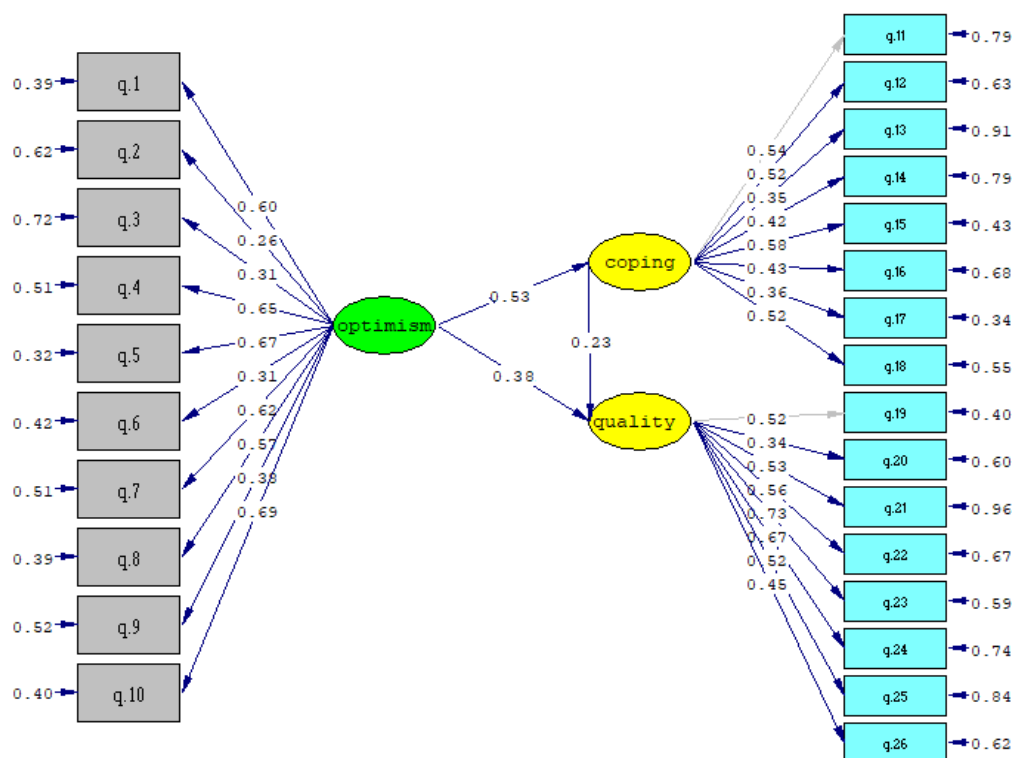 0.39 q.1
0.62 q.2
0.72 q.3
0.51 q.4
0.32 q.5
0.42 q.6
0.51 q.7
0.39 q.8
0.52 q.9
0.40 q.10
0.60
0.26
0.31
0.65
0.67
0.31
0.62
0.57
0.38
0.69
optimism
0.53
0.38
coping
0.23
quality
0.54
0.52
0.35
0.42
0.58
0.43
0.36
0.52
0.52
0.34
0.53
0.56
0.73
0.67
0.52
0.45
q.11 0.79
q.12 0.63
q.13 0.91
q.14 0.79
q.15 0.43
q.16 0.68
q.17 0.34
q.18 0.55
q.19 0.40
q.20 0.60
q.21 0.96
q.22 0.67
q.23 0.59
q.24 0.74
q.25 0.84
q.26 0.62